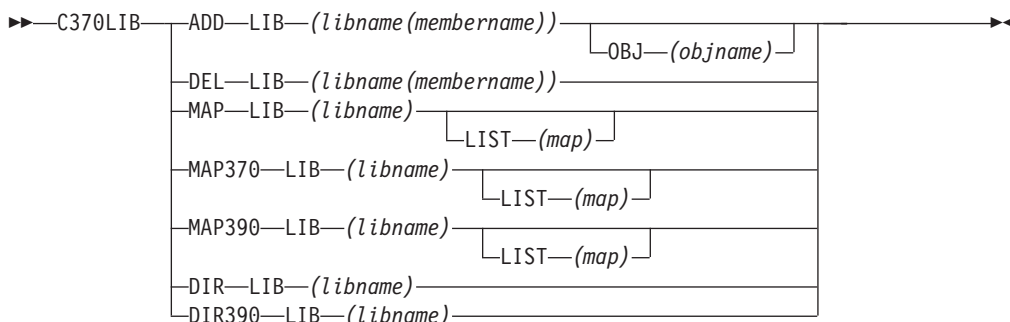 C370LIB ADD LIB (libname(membername))
OBJ (objname)
DEL LIB (libname(membername))
MAP LIB (libname)
LIST (map)
MAP370 LIB (libname)
LIST (map)
MAP390 LIB (libname)
LIST (map)
DIR LIB (libname)
DIR390 LIB (libname)